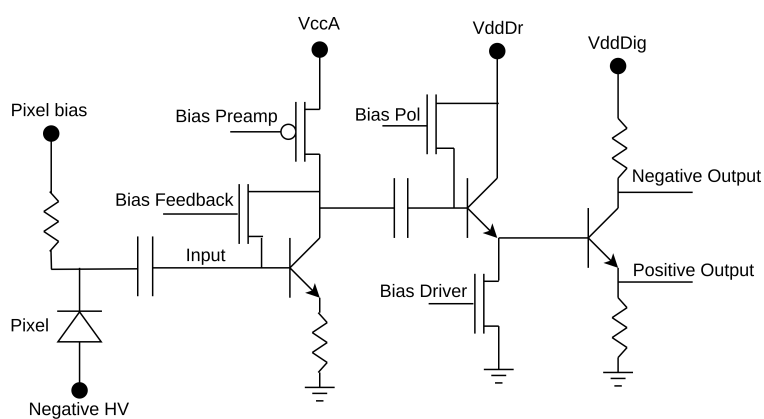 VccA
VddDr
VddDig
Pixel bias
Bias Preamp
Bias Pol
Negative Output
Bias Feedback
Input
Positive Output
Bias Driver
Pixel
Negative HV